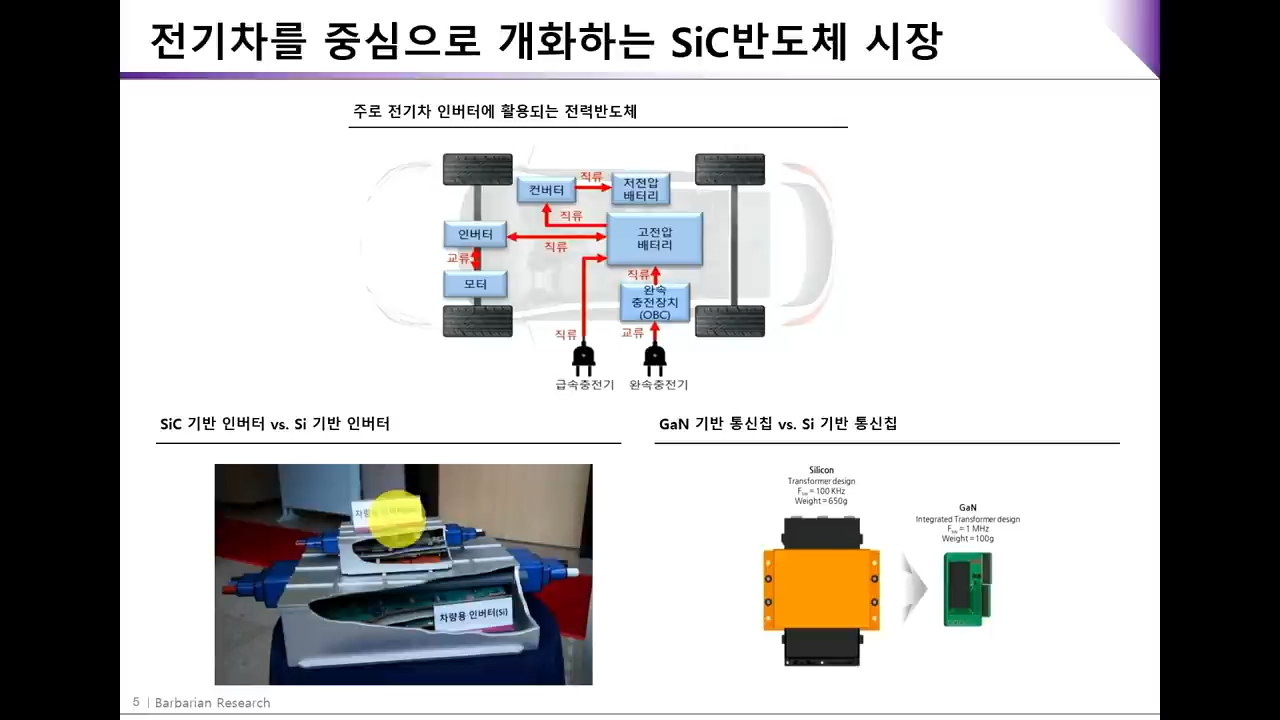 전기차를 중심으로 개화하는 SiC반도체 시장
주로 전기차 인버터에 활용되는 전력반도체
컨버터
직류
저전압
배터리
직류
인버터
직류
고전압
배터리
교류
모터
직류
완속
충전장치
(OBC)
직류
교류
급속충전기
완속충전기
SiC 기반 인버터 vs. Si 기반 인버터
차량용 인버터(Si)
GaN 기반 통신칩 vs. Si 기반 통신칩
Silicon
Transformer design
Fsw = 100 KHz
Weight = 650g
GaN
Integrated Transformer design
Fsw = 1 MHz
Weight = 100g
5 | Barbarian Research